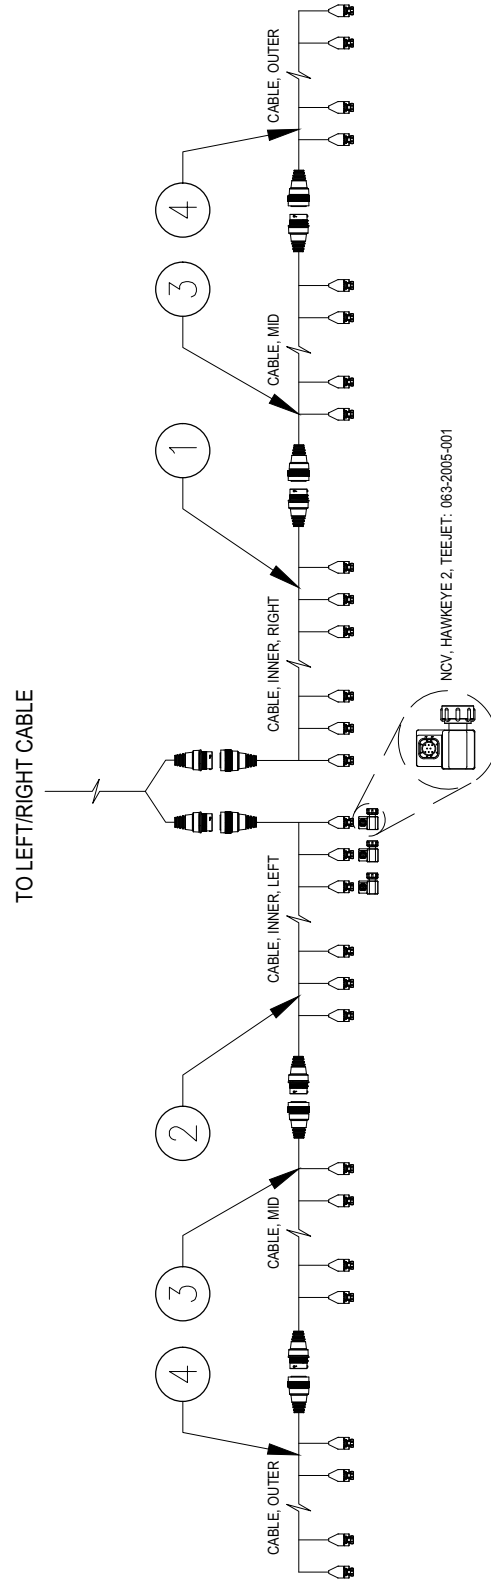 TO LEFT/RIGHT CABLE
4
3
2
1
3
4
CABLE, OUTER
CABLE, MID
CABLE, INNER, LEFT
CABLE, INNER, RIGHT
CABLE, MID
CABLE, OUTER
NCV, HAWKEYE 2, TEEJET: 063-2005-001